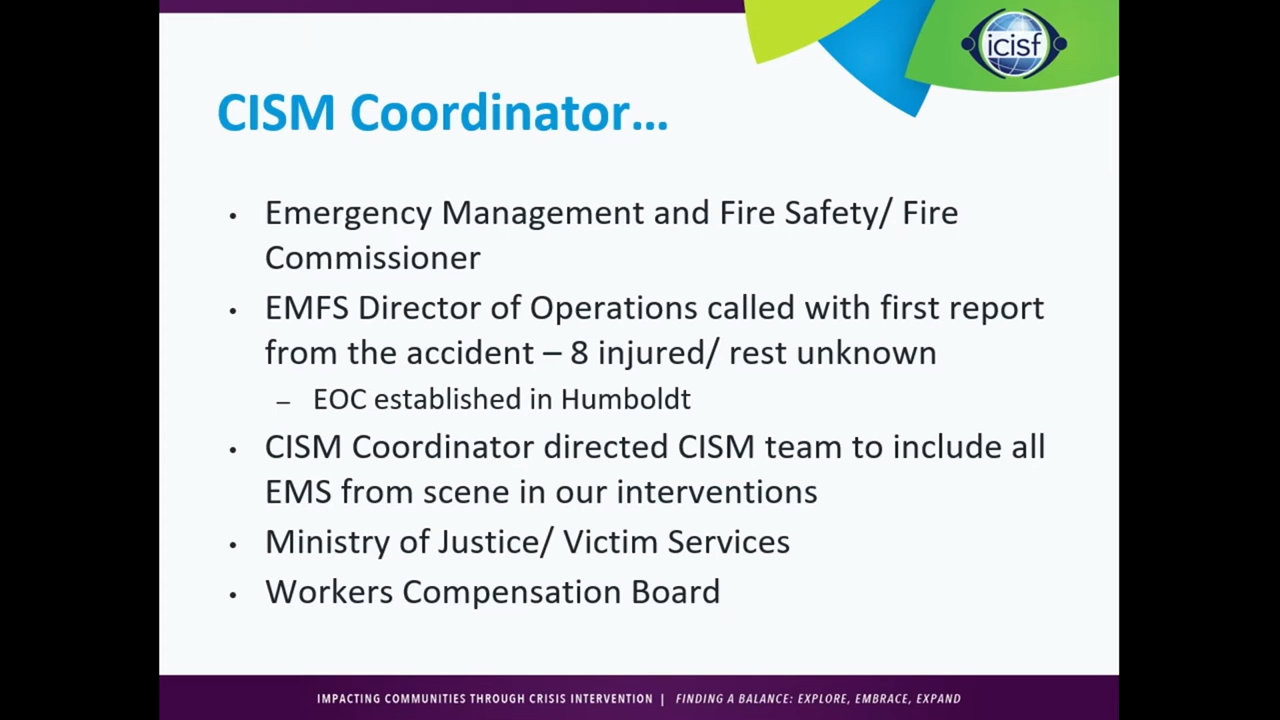 icisf
CISM Coordinator...
• Emergency Management and Fire Safety/ Fire
Commissioner
• EMFS Director of Operations called with first report
from the accident – 8 injured/ rest unknown
– EOC established in Humboldt
• CISM Coordinator directed CISM team to include all
EMS from scene in our interventions
• Ministry of Justice/ Victim Services
• Workers Compensation Board
IMPACTING COMMUNITIES THROUGH CRISIS INTERVENTION | FINDING A BALANCE: EXPLORE, EMBRACE, EXPAND